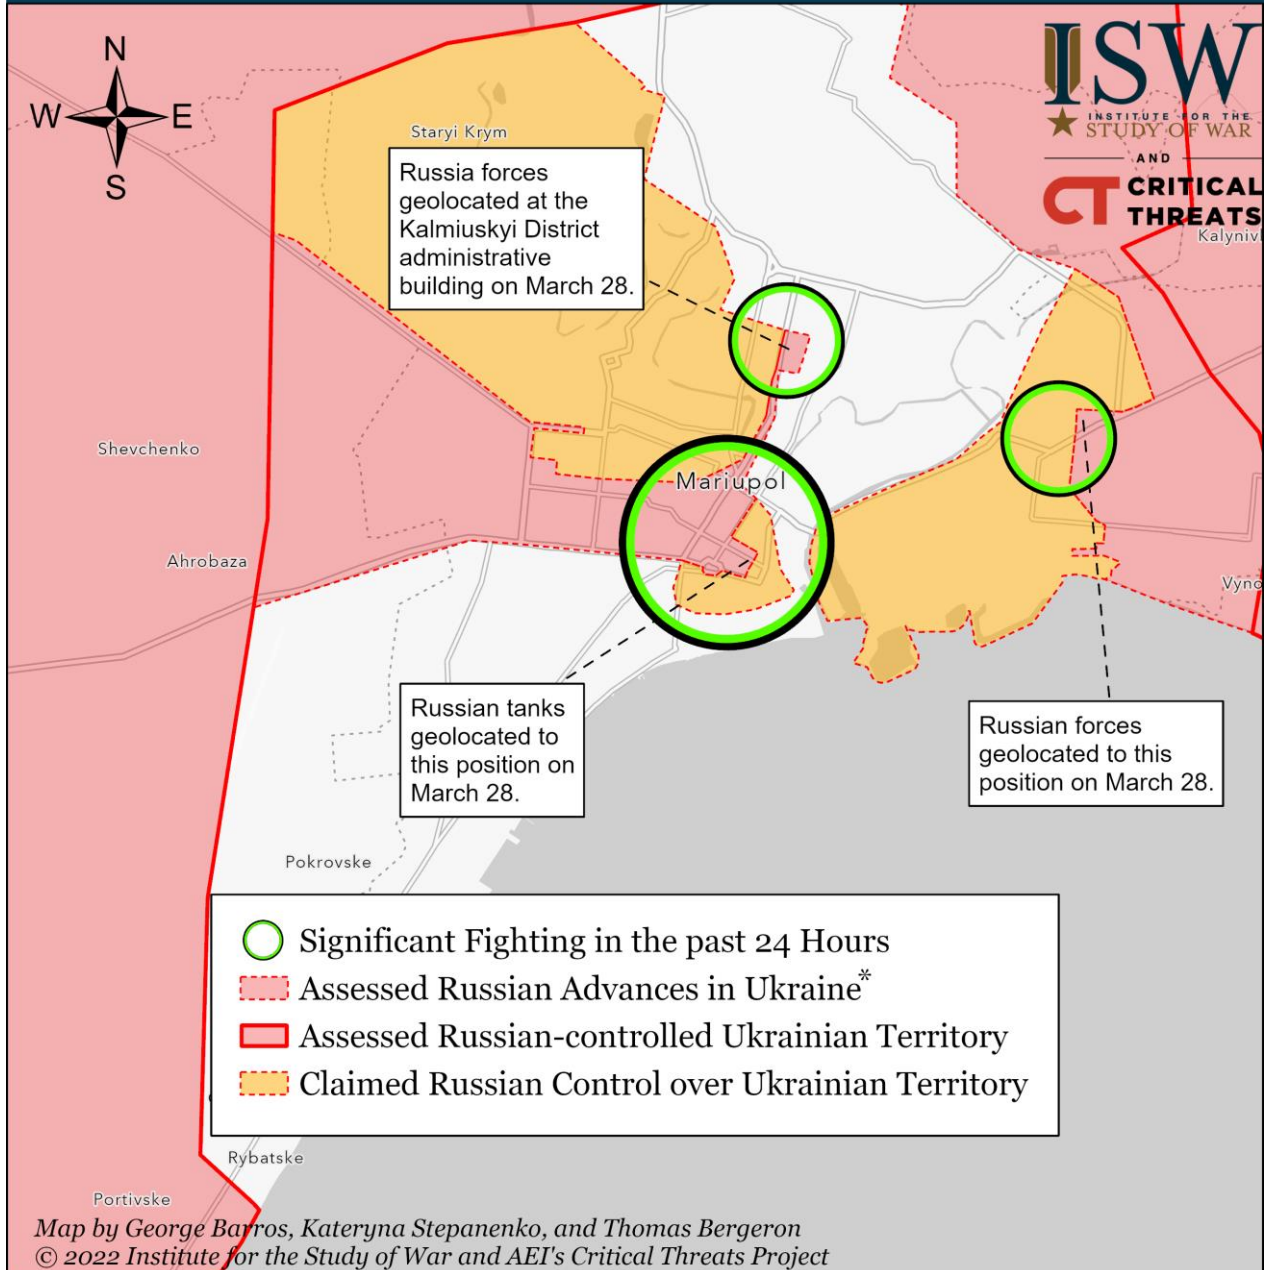 N
W
E
S
ISW
INSTITUTE FOR THE
STUDY OF WAR
AND
CT CRITICAL
THREATS
Staryi Krym
Russia forces
geolocated at the
Kalmiuskyi District
administrative
building on March 28.
Shevchenko
Mariupol
Ahrobaza
Russian tanks
geolocated to
this position on
March 28.
Russian forces
geolocated to this
position on March 28.
Pokrovske
Significant Fighting in the past 24 Hours
Assessed Russian Advances in Ukraine*
Assessed Russian-controlled Ukrainian Territory
Claimed Russian Control over Ukrainian Territory
Rybatske
Portivske
Map by George Barros, Kateryna Stepanenko, and Thomas Bergeron
© 2022 Institute for the Study of War and AEI's Critical Threats Project